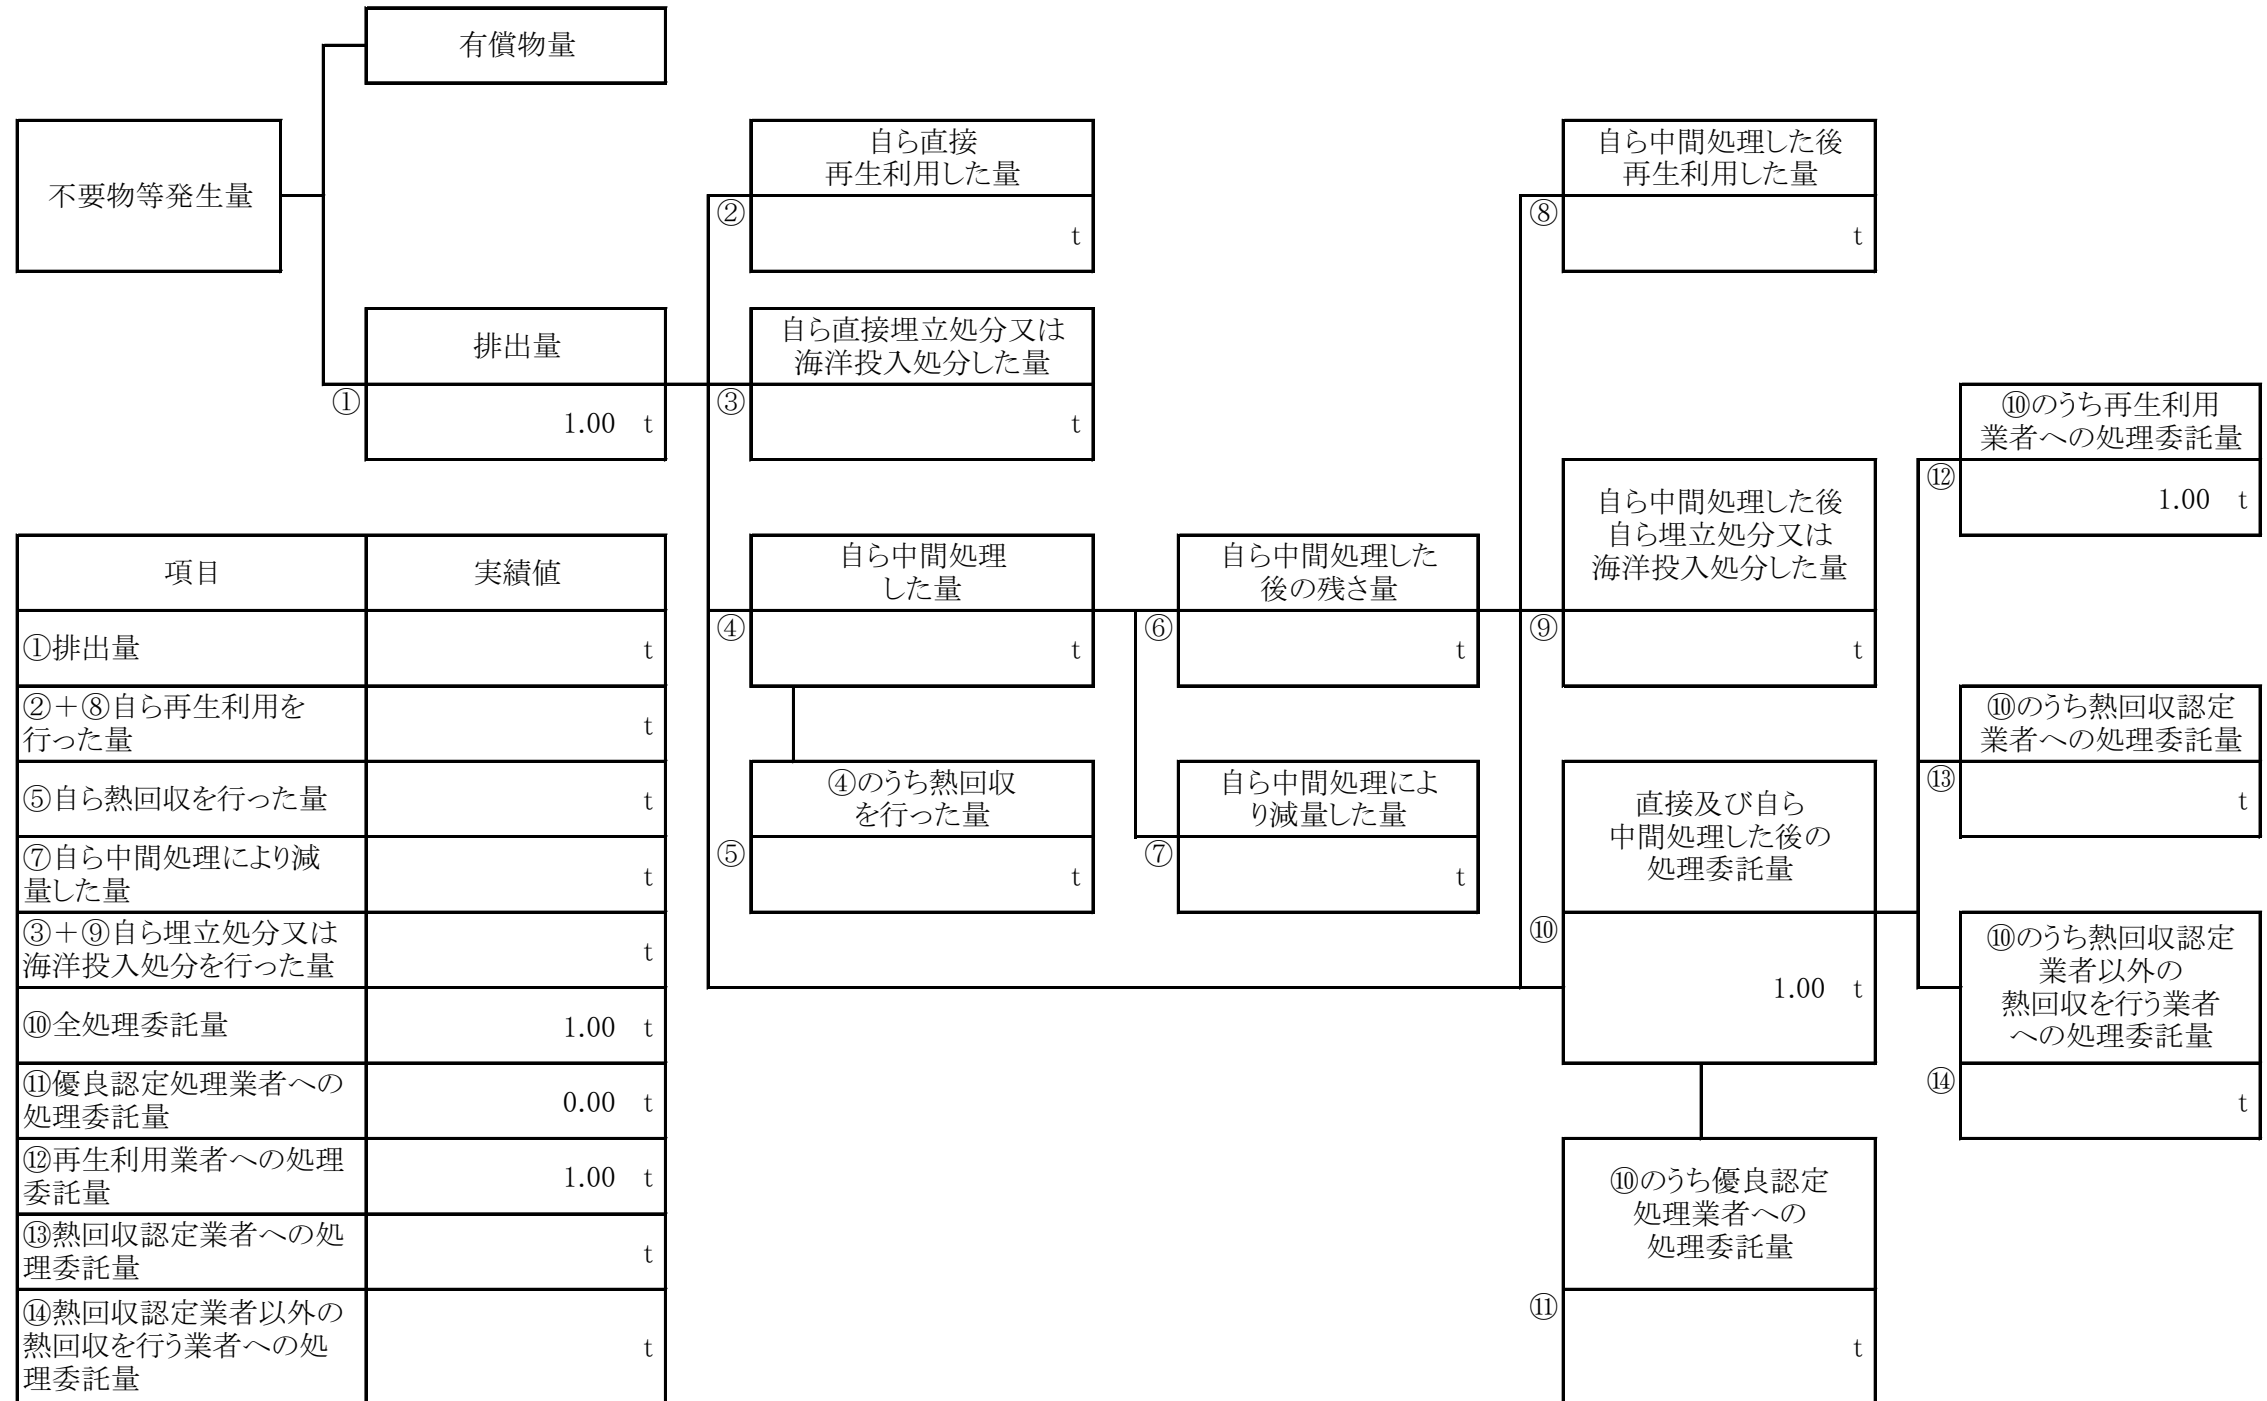 有償物量
不要物等発生量
排出量
①
1.00 t
自ら直接
再生利用した量
②
t
自ら直接埋立処分又は
海洋投入処分した量
③
t
自ら中間処理
した量
④
t
④のうち熱回収
を行った量
⑤
t
自ら中間処理した
後の残さ量
⑥
t
自ら中間処理によ
り減量した量
⑦
t
自ら中間処理した後
再生利用した量
⑧
t
自ら中間処理した後
自ら埋立処分又は
海洋投入処分した量
⑨
t
直接及び自ら
中間処理した後の
処理委託量
⑩
1.00 t
⑩のうち優良認定
処理業者への
処理委託量
⑪
t
⑩のうち再生利用
業者への処理委託量
⑫
1.00 t
⑩のうち熱回収認定
業者への処理委託量
⑬
t
⑩のうち熱回収認定
業者以外の
熱回収を行う業者
への処理委託量
⑭
t
項目 実績値
①排出量 t
②＋⑧自ら再生利用を
行った量 t
⑤自ら熱回収を行った量 t
⑦自ら中間処理により減
量した量 t
③＋⑨自ら埋立処分又は
海洋投入処分を行った量 t
⑩全処理委託量 1.00 t
⑪優良認定処理業者への
処理委託量 0.00 t
⑫再生利用業者への処理
委託量 1.00 t
⑬熱回収認定業者への処
理委託量 t
⑭熱回収認定業者以外の
熱回収を行う業者への処
理委託量 t